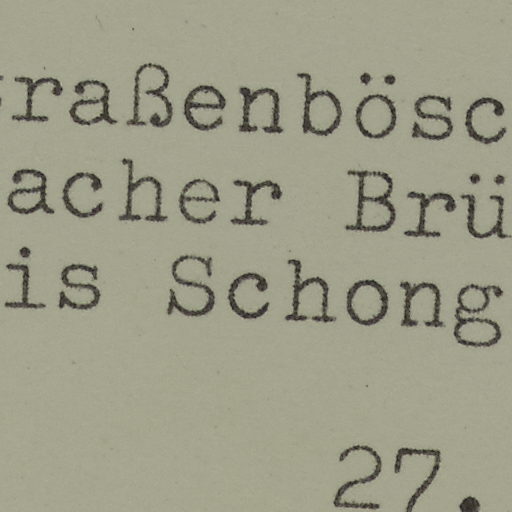 raßenbösc
acher Brü
is Schong
27.